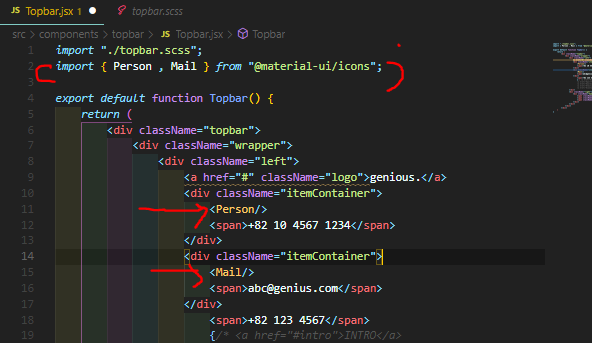 Topbar.jsx 1
topbar.scss
src > components > topbar > Topbar.jsx > Topbar
1 import "./topbar.scss";
2 import { Person , Mail } from "@material-ui/icons";
3
4 export default function Topbar() {
5 return (
6 <div className="topbar">
7 <div className="wrapper">
8 <div className="left">
9 <a href="#" className="logo">genious.</a>
10 <div className="itemContainer">
11 <Person/>
12 <span>+82 10 4567 1234</span>
13 </div>
14 <div className="itemContainer">
15 <Mail/>
16 <span>abc@genius.com</span>
17 </div>
18 <span>+82 123 4567</span>
19 {/* <a href="#intro">INTRO</a>